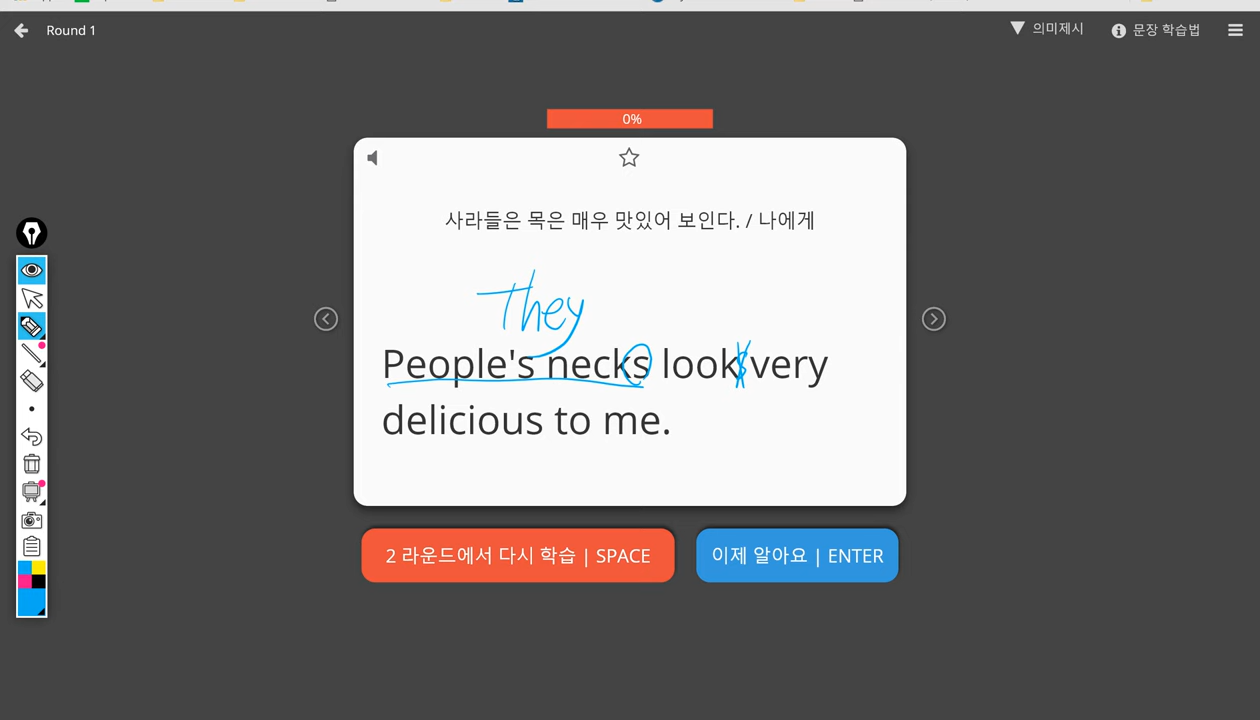 Round 1
의미제시
문장 학습법
0%
사라들은 목은 매우 맛있어 보인다. / 나에게
They
People's necks look$ very
delicious to me.
2 라운드에서 다시 학습 | SPACE
이제 알아요 | ENTER